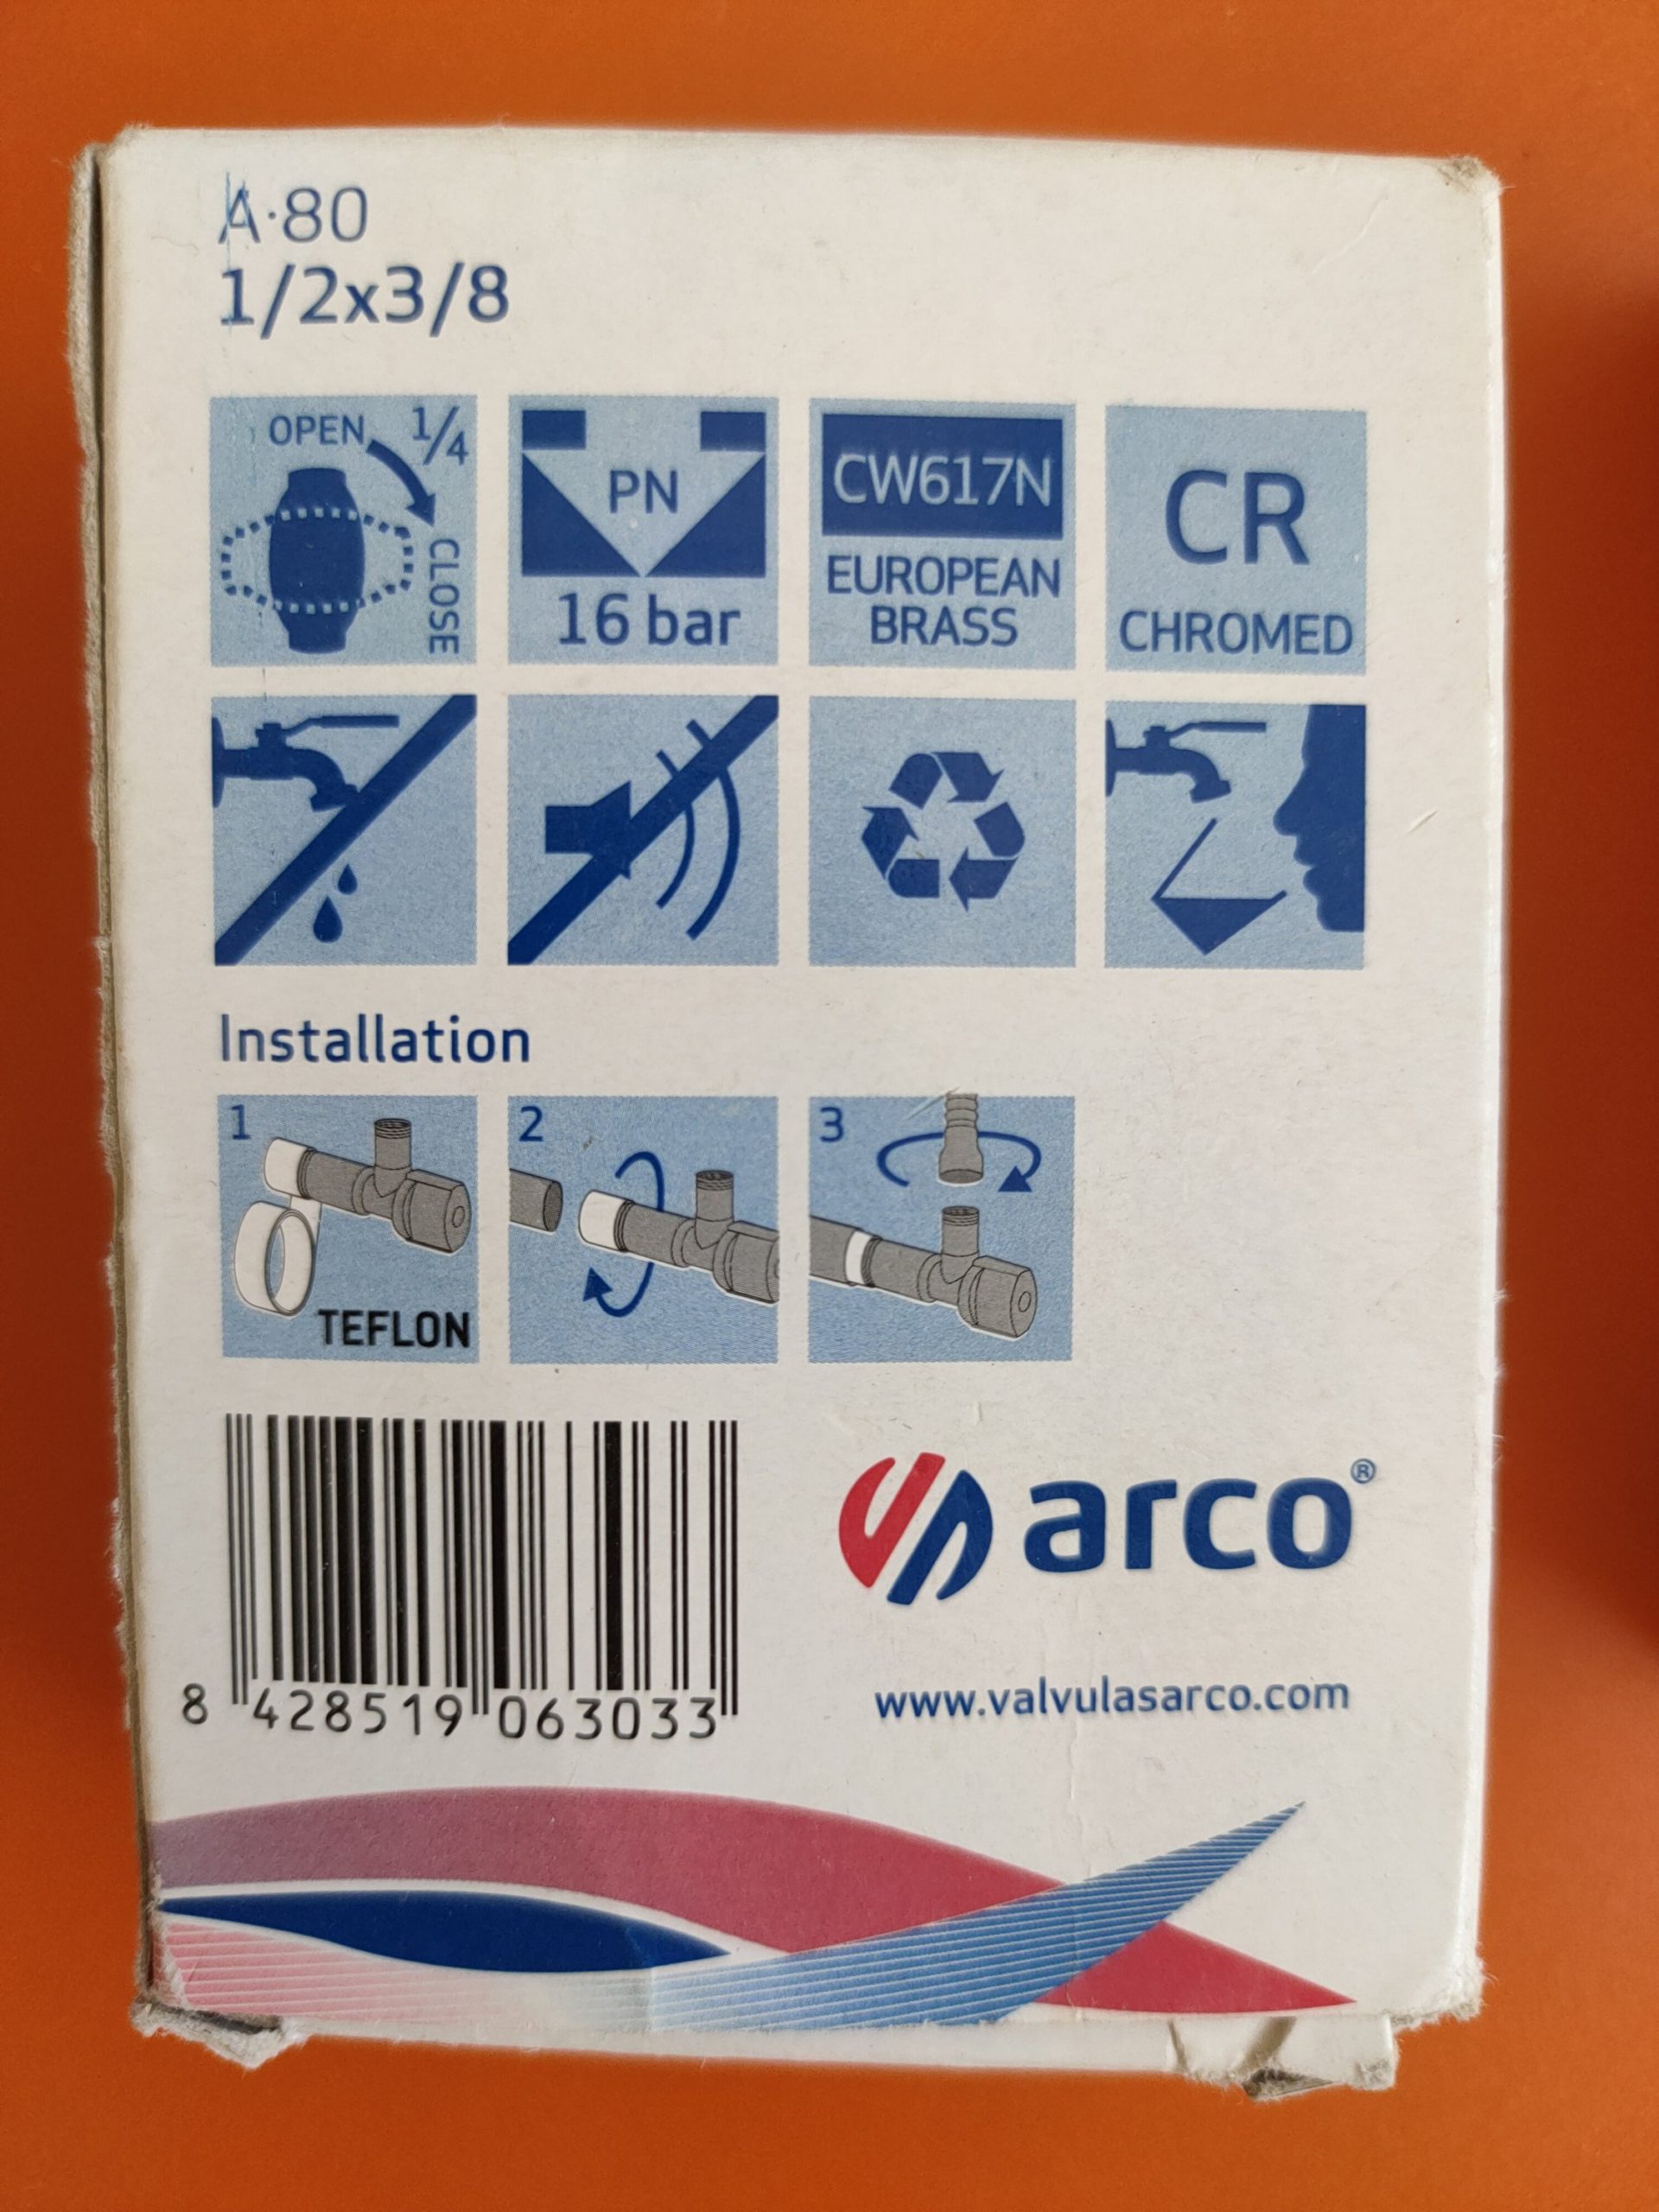 A·80
1/2x3/8
OPEN 1/4
CLOSE
PN
16 bar
CW617N
EUROPEAN
BRASS
CR
CHROMED
Installation
1
TEFLON
2
3
8 428519 063033
arco®
www.valvulasarco.com